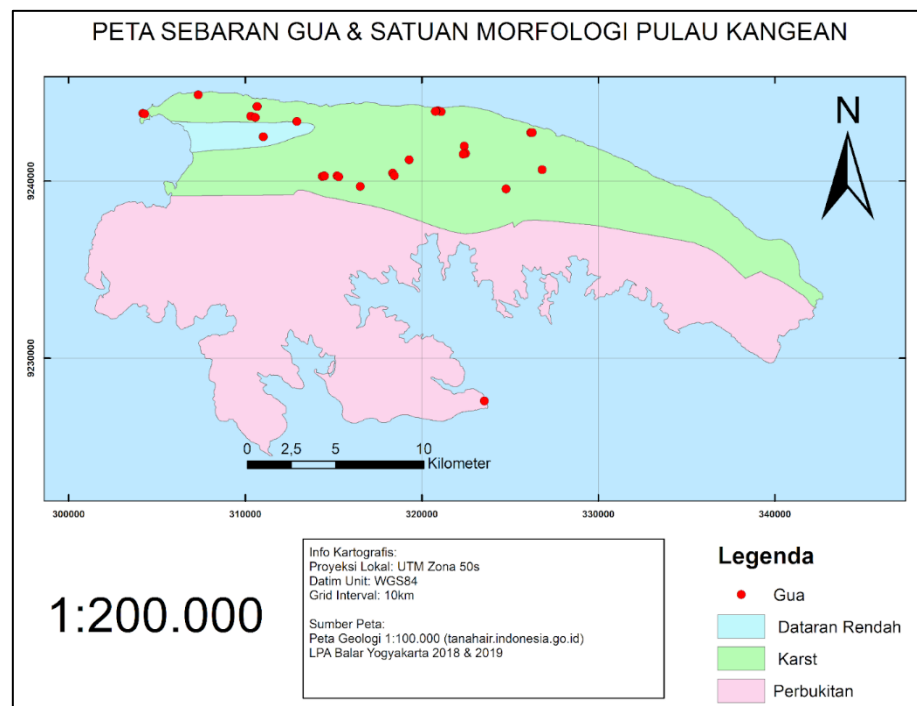 PETA SEBARAN GUA & SATUAN MORFOLOGI PULAU KANGEAN
N
9240000
9230000
0 2,5 5 10
Kilometer
300000 310000 320000 330000 340000
1:200.000
Info Kartografis:
Proyeksi Lokal: UTM Zona 50s
Datim Unit: WGS84
Grid Interval: 10km
Sumber Peta:
Peta Geologi 1:100.000 (tanahair.indonesia.go.id)
LPA Balar Yogyakarta 2018 & 2019
Legenda
Gua
Dataran Rendah
Karst
Perbukitan